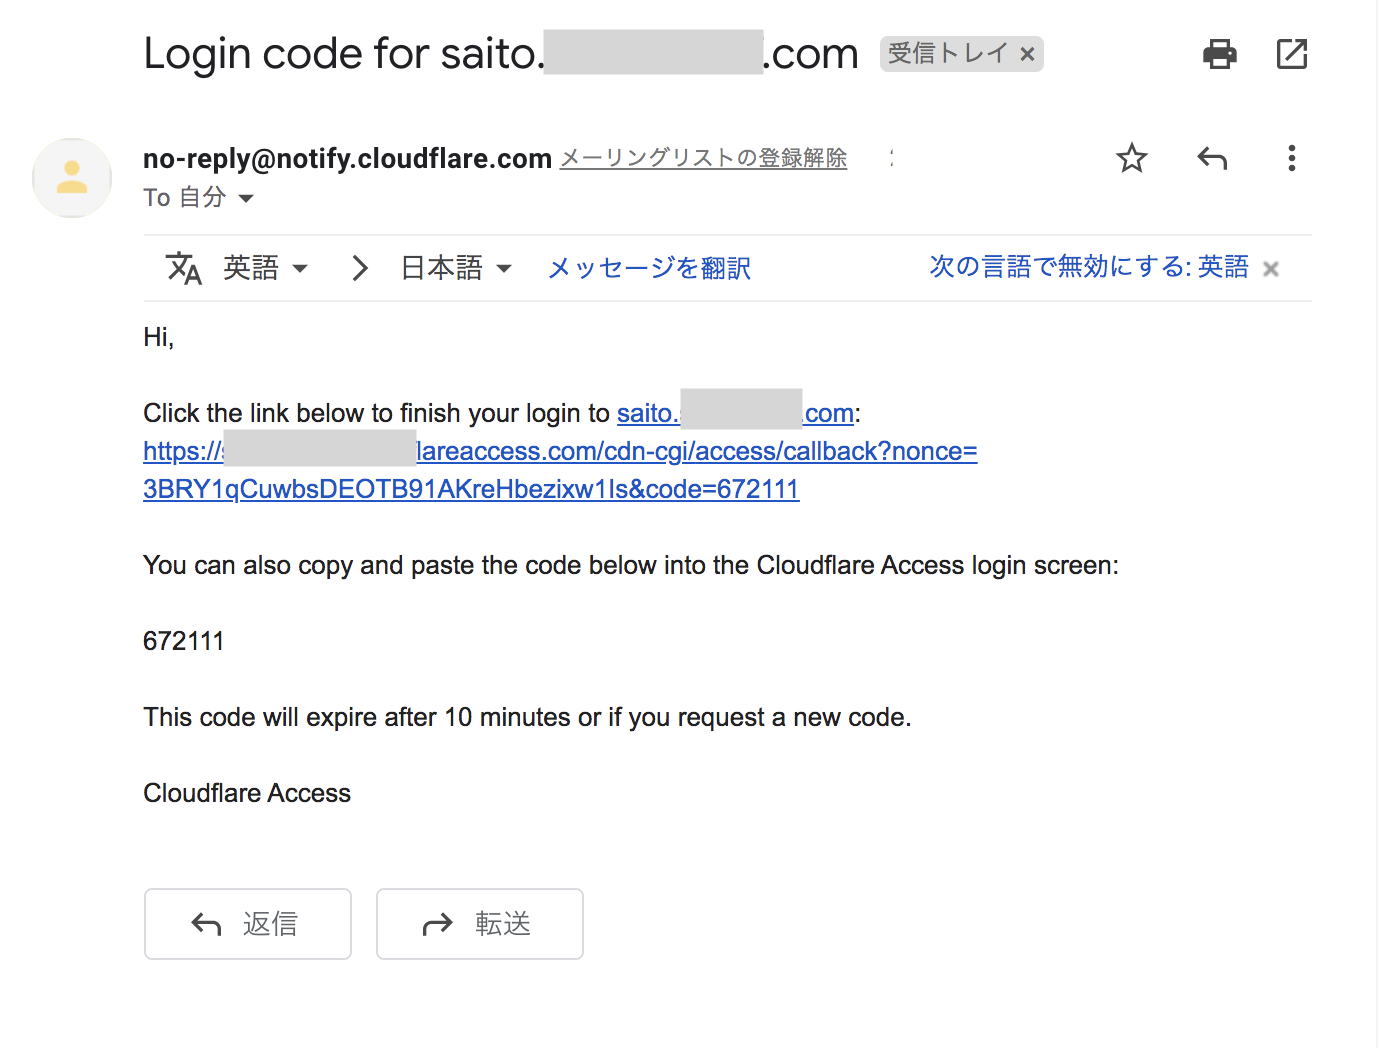 Login code for saito. .com 受信トレイ ×
no-reply@notify.cloudflare.com メーリングリストの登録解除
To 自分
英語 > 日本語 メッセージを翻訳 次の言語で無効にする: 英語 ×
Hi,
Click the link below to finish your login to saito. .com:
https:// lareaccess.com/cdn-cgi/access/callback?nonce=
3BRY1qCuwbsDEOTB91AKreHbezixw1Is&code=672111
You can also copy and paste the code below into the Cloudflare Access login screen:
672111
This code will expire after 10 minutes or if you request a new code.
Cloudflare Access
返信 転送